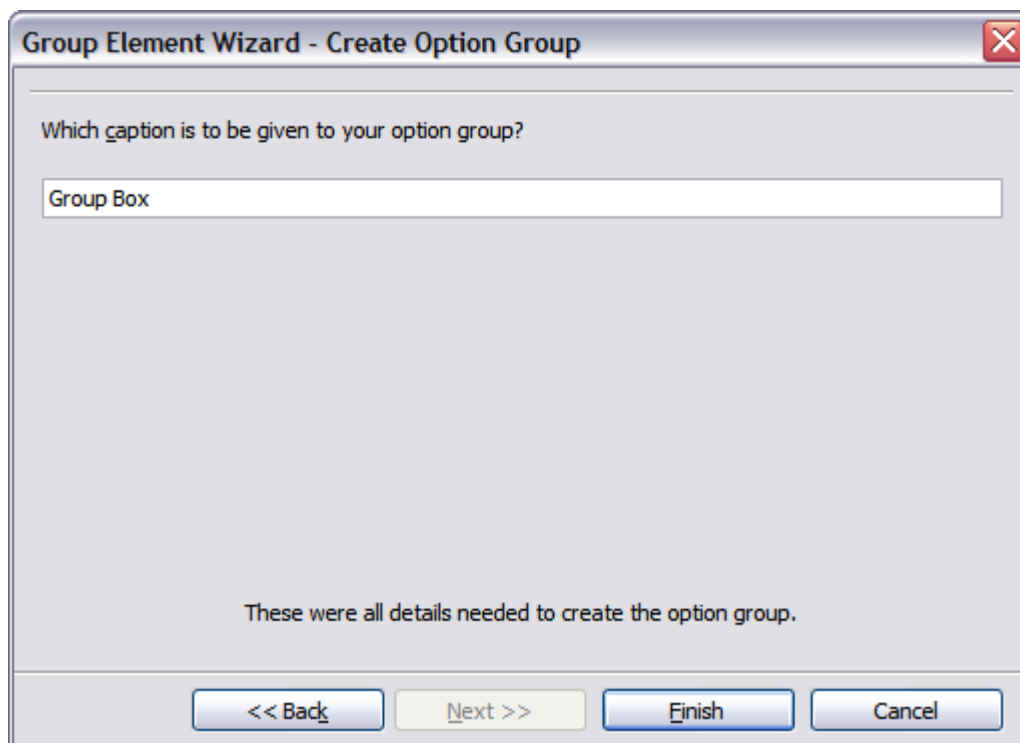 Group Element Wizard - Create Option Group
Which caption is to be given to your option group?
Group Box
These were all details needed to create the option group.
<< Back Next >> Finish Cancel